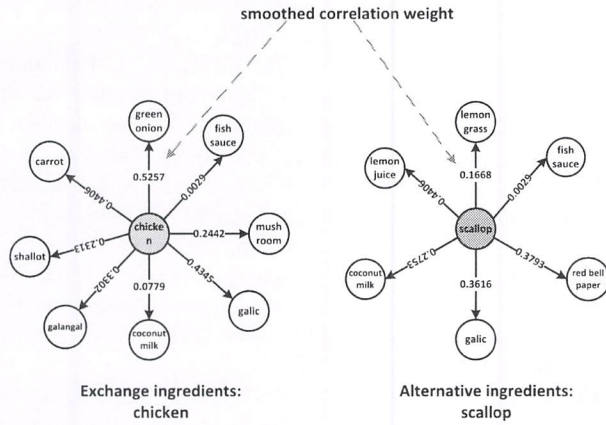 smoothed correlation weight
green
onion
fish
sauce
carrot
0.5257
0.0029
0.4406
chicke
n
0.2442
mush
room
shallot
0.2313
0.3302
0.0779
0.4345
galangal
coconut
milk
galic
Exchange ingredients:
chicken
lemon
grass
fish
sauce
lemon
juice
0.1668
0.0029
0.4406
scallop
coconut
milk
0.2753
0.3616
0.3793
red bell
paper
galic
Alternative ingredients:
scallop